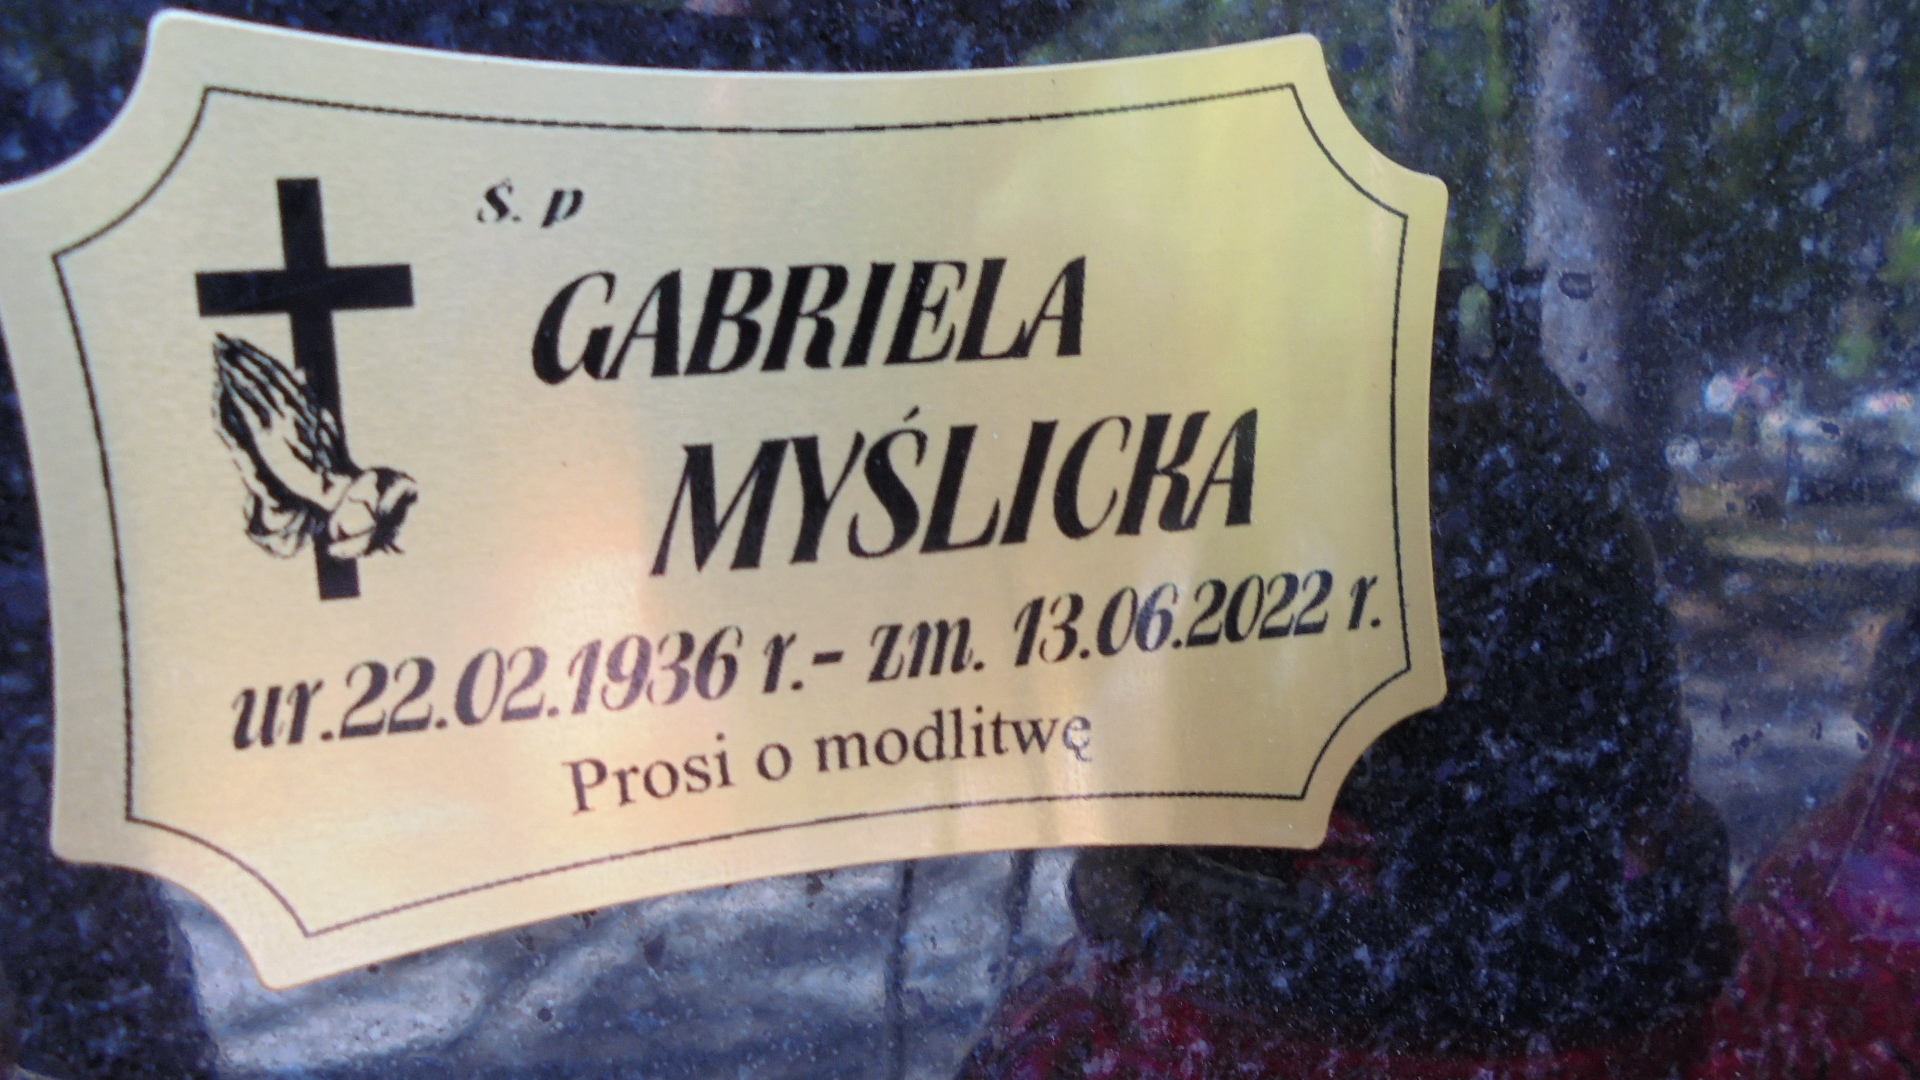 ś. p
GABRIELA
MYŚLICKA
ur.22.02.1936 r.- zm. 13.06.2022 r.
Prosi o modlitwę